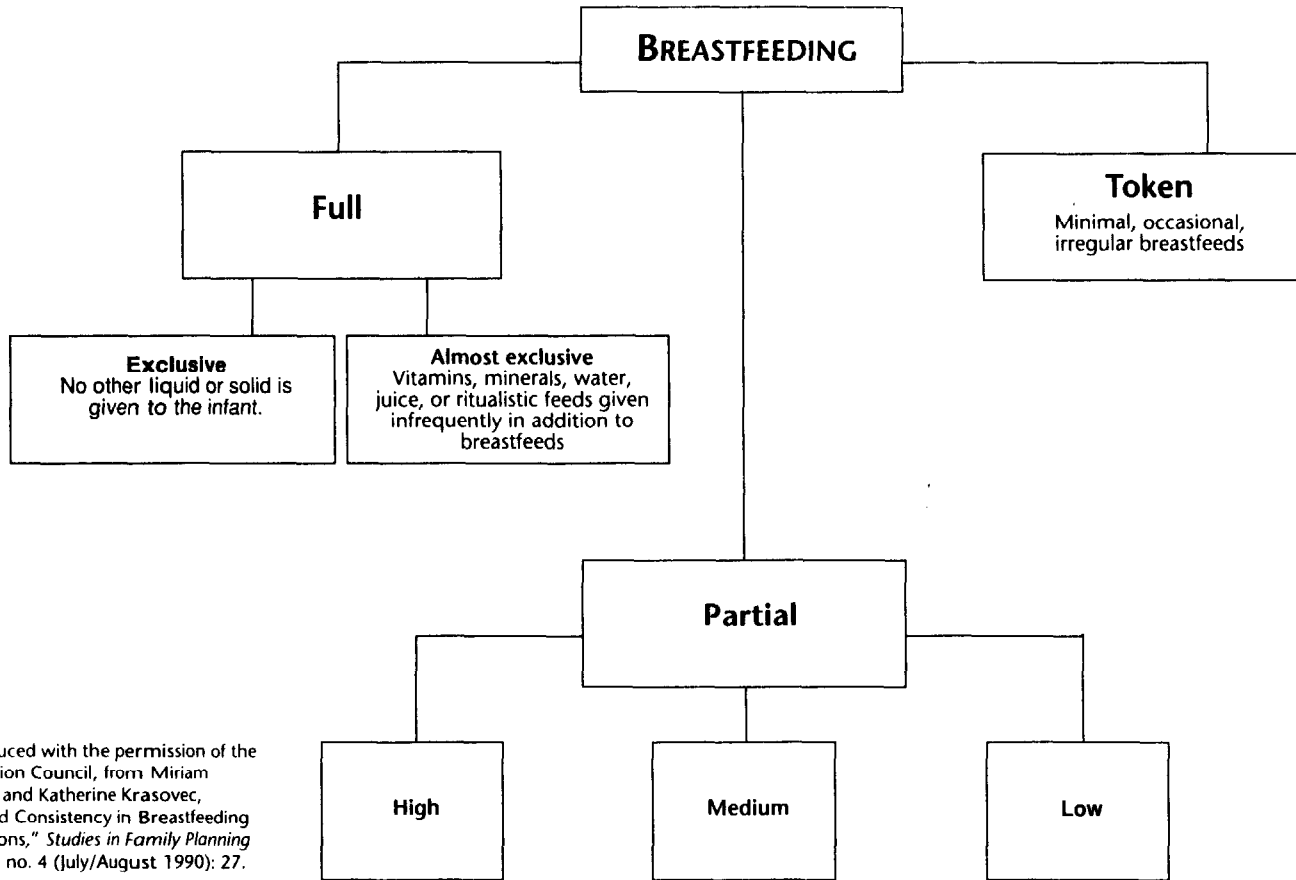 BREASTFEEDING
Full
Token
Minimal, occasional,
irregular breastfeeds
Exclusive
No other liquid or solid is
given to the infant.
Almost exclusive
Vitamins, minerals, water,
juice, or ritualistic feeds given
infrequently in addition to
breastfeeds
Partial
High
Medium
Low
uced with the permission of the
ion Council, from Miriam
and Katherine Krasovec,
d Consistency in Breastfeeding
ons," Studies in Family Planning
no. 4 (July/August 1990): 27.